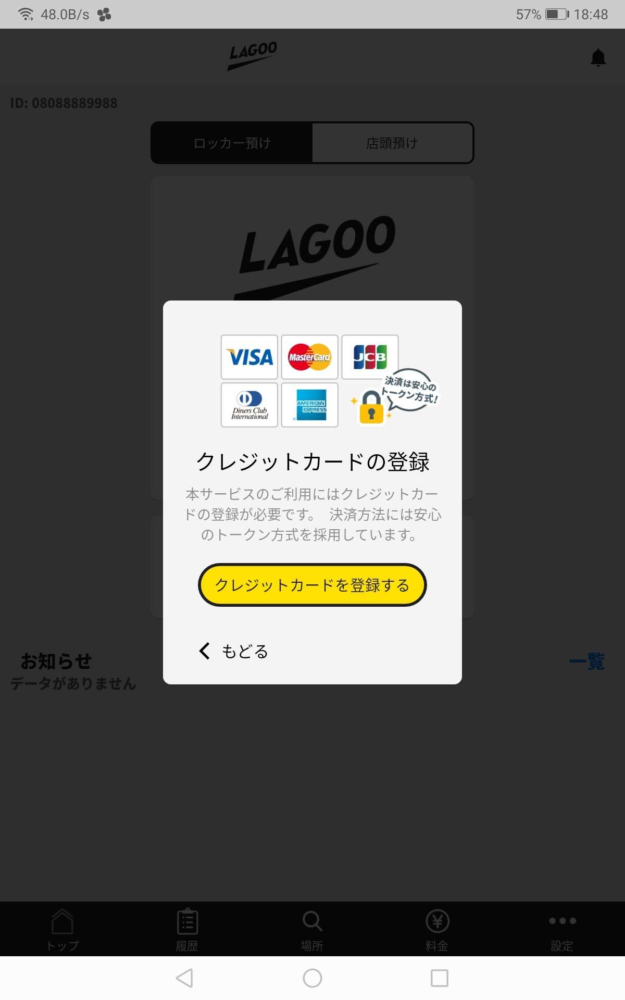 48.0B/s
57%
18:48
LAGOO
ID: 08088889988
ロッカー預け
店頭預け
LAGOO
VISA
MasterCard
JCB
決済は安心の
トークン方式!
Diners Club
International
AMERICAN
EXPRESS
®
クレジットカードの登録
本サービスのご利用にはクレジットカー
ドの登録が必要です。 決済方法には安心
のトークン方式を採用しています。
クレジットカードを登録する
もどる
お知らせ
一覧
データがありません
トップ
履歴
場所
料金
設定